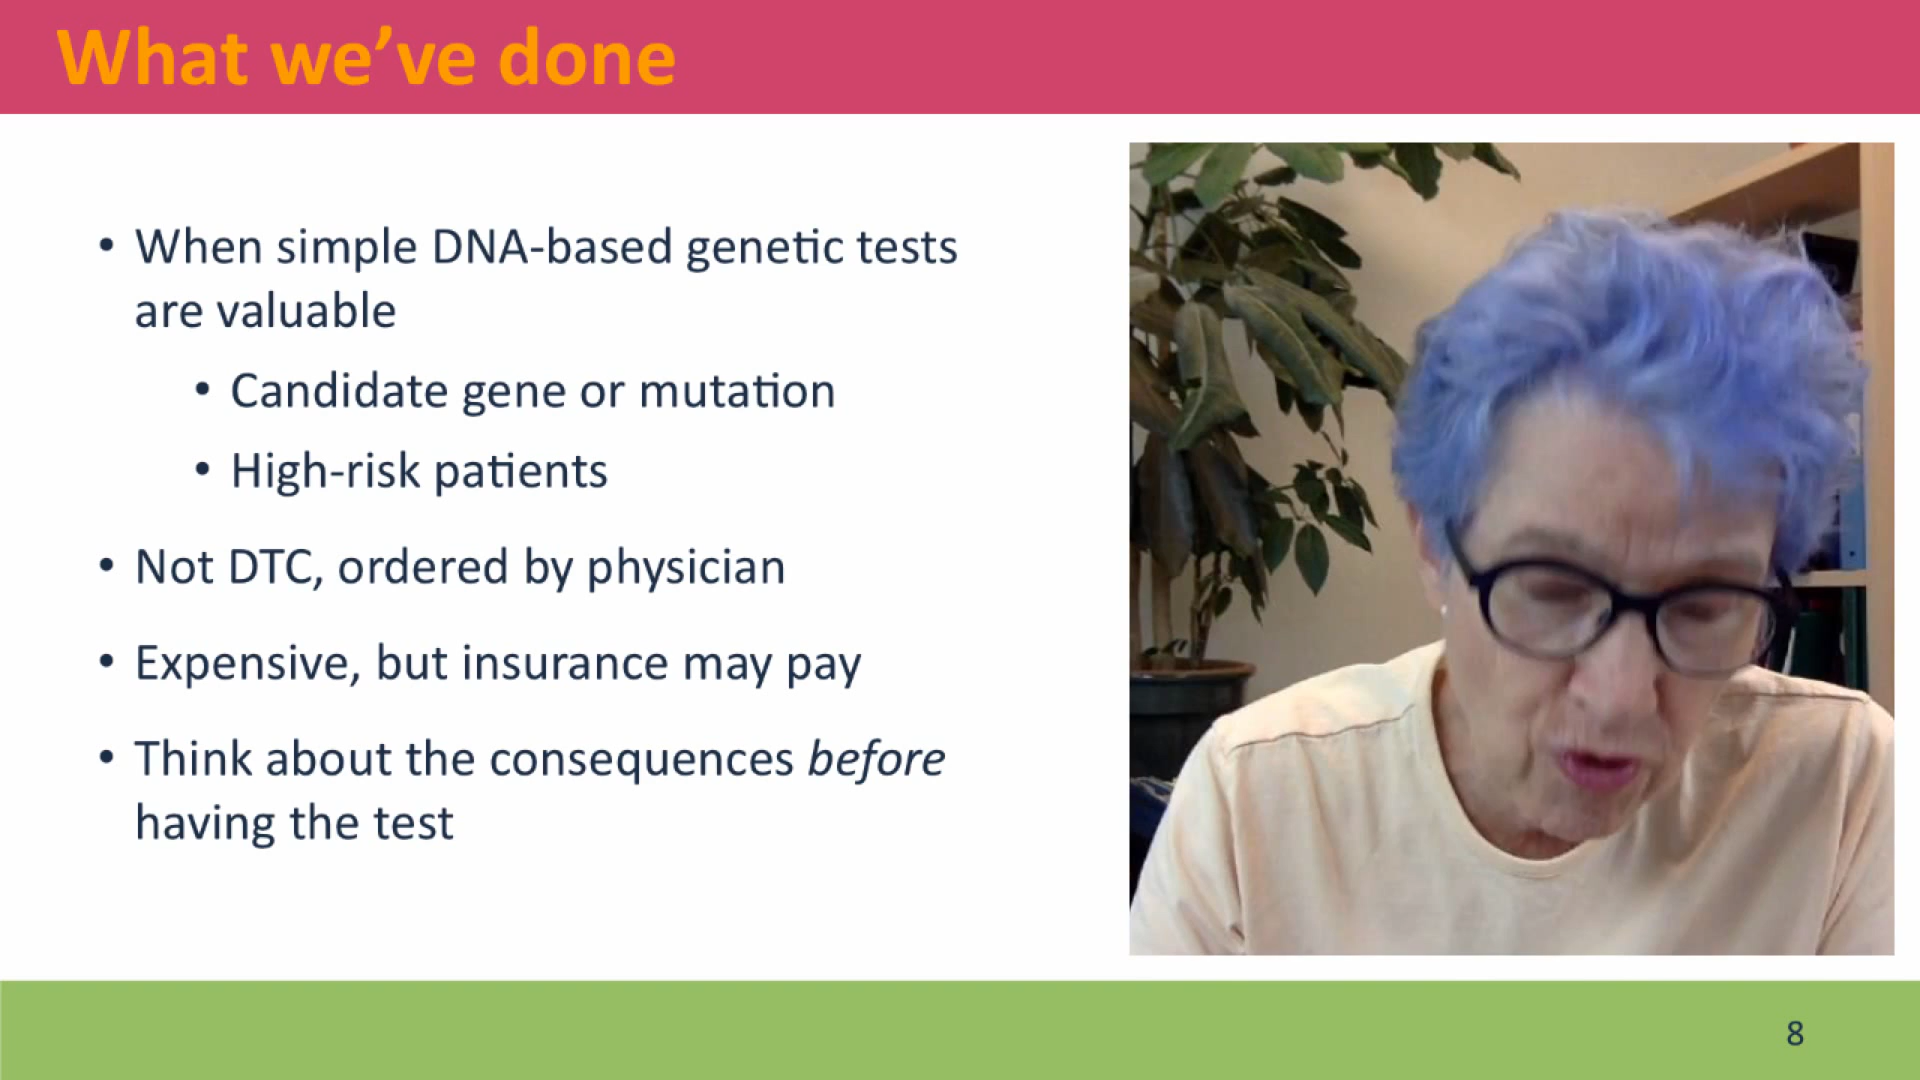 What we’ve done
• When simple DNA-based genetic tests
are valuable
• Candidate gene or mutation
• High-risk patients
• Not DTC, ordered by physician
• Expensive, but insurance may pay
• Think about the consequences before
having the test
8